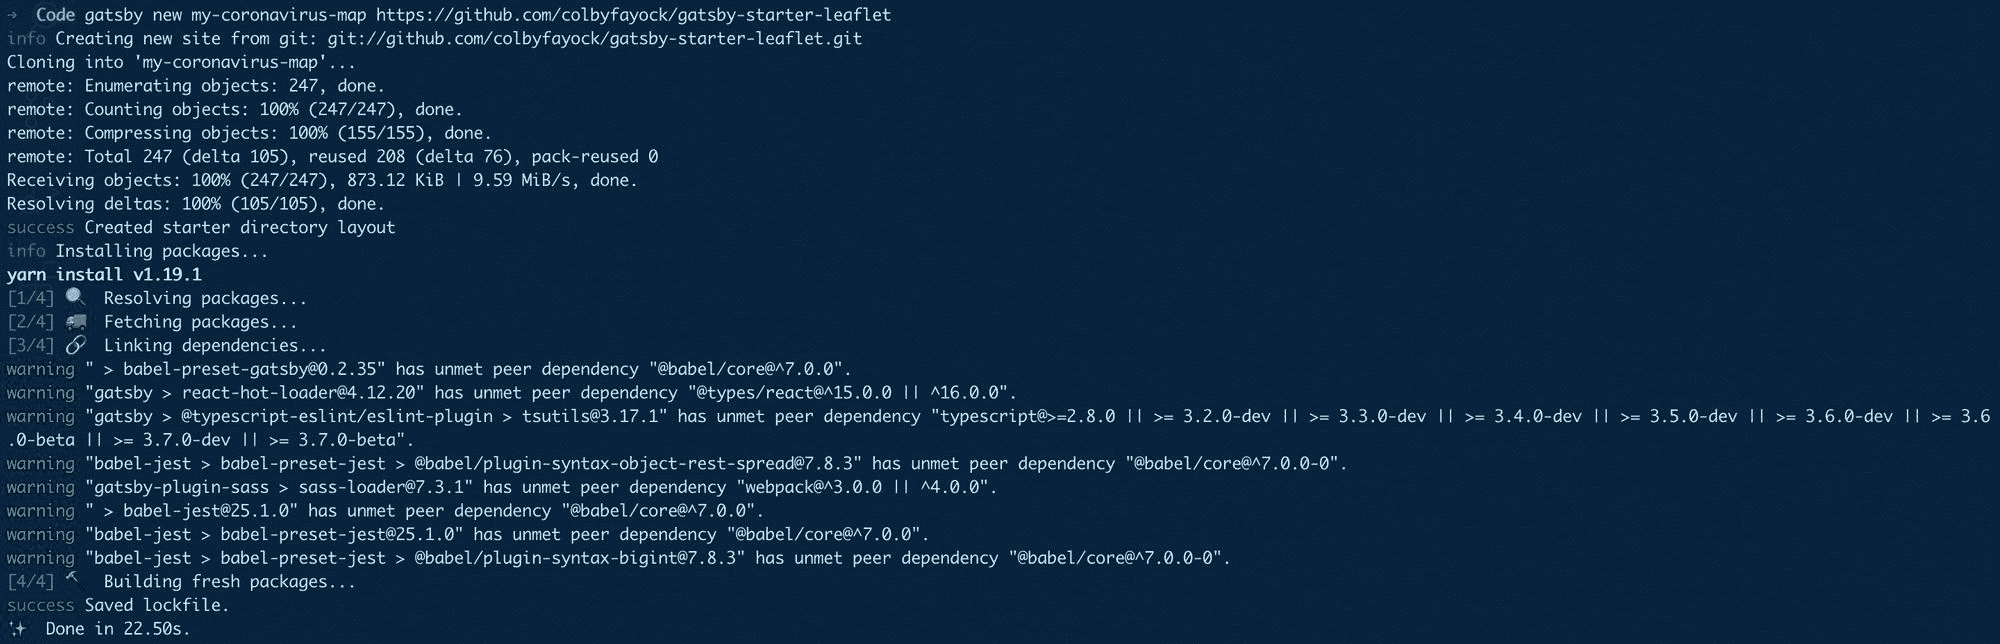 →  Code gatsby new my-coronavirus-map https://github.com/colbyfayock/gatsby-starter-leaflet
info Creating new site from git: git://github.com/colbyfayock/gatsby-starter-leaflet.git
Cloning into 'my-coronavirus-map'...
remote: Enumerating objects: 247, done.
remote: Counting objects: 100% (247/247), done.
remote: Compressing objects: 100% (155/155), done.
remote: Total 247 (delta 105), reused 208 (delta 76), pack-reused 0
Receiving objects: 100% (247/247), 873.12 KiB | 9.59 MiB/s, done.
Resolving deltas: 100% (105/105), done.
success Created starter directory layout
info Installing packages...
yarn install v1.19.1
[1/4] 🔍  Resolving packages...
[2/4] 🚚  Fetching packages...
[3/4] 🔗  Linking dependencies...
warning " > babel-preset-gatsby@0.2.35" has unmet peer dependency "@babel/core@^7.0.0".
warning "gatsby > react-hot-loader@4.12.20" has unmet peer dependency "@types/react@^15.0.0 || ^16.0.0".
warning "gatsby > @typescript-eslint/eslint-plugin > tsutils@3.17.1" has unmet peer dependency "typescript@>=2.8.0 || >= 3.2.0-dev || >= 3.3.0-dev || >= 3.4.0-dev || >= 3.5.0-dev || >= 3.6.0-dev || >= 3.6
.0-beta || >= 3.7.0-dev || >= 3.7.0-beta".
warning "babel-jest > babel-preset-jest > @babel/plugin-syntax-object-rest-spread@7.8.3" has unmet peer dependency "@babel/core@^7.0.0-0".
warning "gatsby-plugin-sass > sass-loader@7.3.1" has unmet peer dependency "webpack@^3.0.0 || ^4.0.0".
warning " > babel-jest@25.1.0" has unmet peer dependency "@babel/core@^7.0.0".
warning "babel-jest > babel-preset-jest@25.1.0" has unmet peer dependency "@babel/core@^7.0.0".
warning "babel-jest > babel-preset-jest > @babel/plugin-syntax-bigint@7.8.3" has unmet peer dependency "@babel/core@^7.0.0-0".
[4/4] 🔨  Building fresh packages...
success Saved lockfile.
✨  Done in 22.50s.